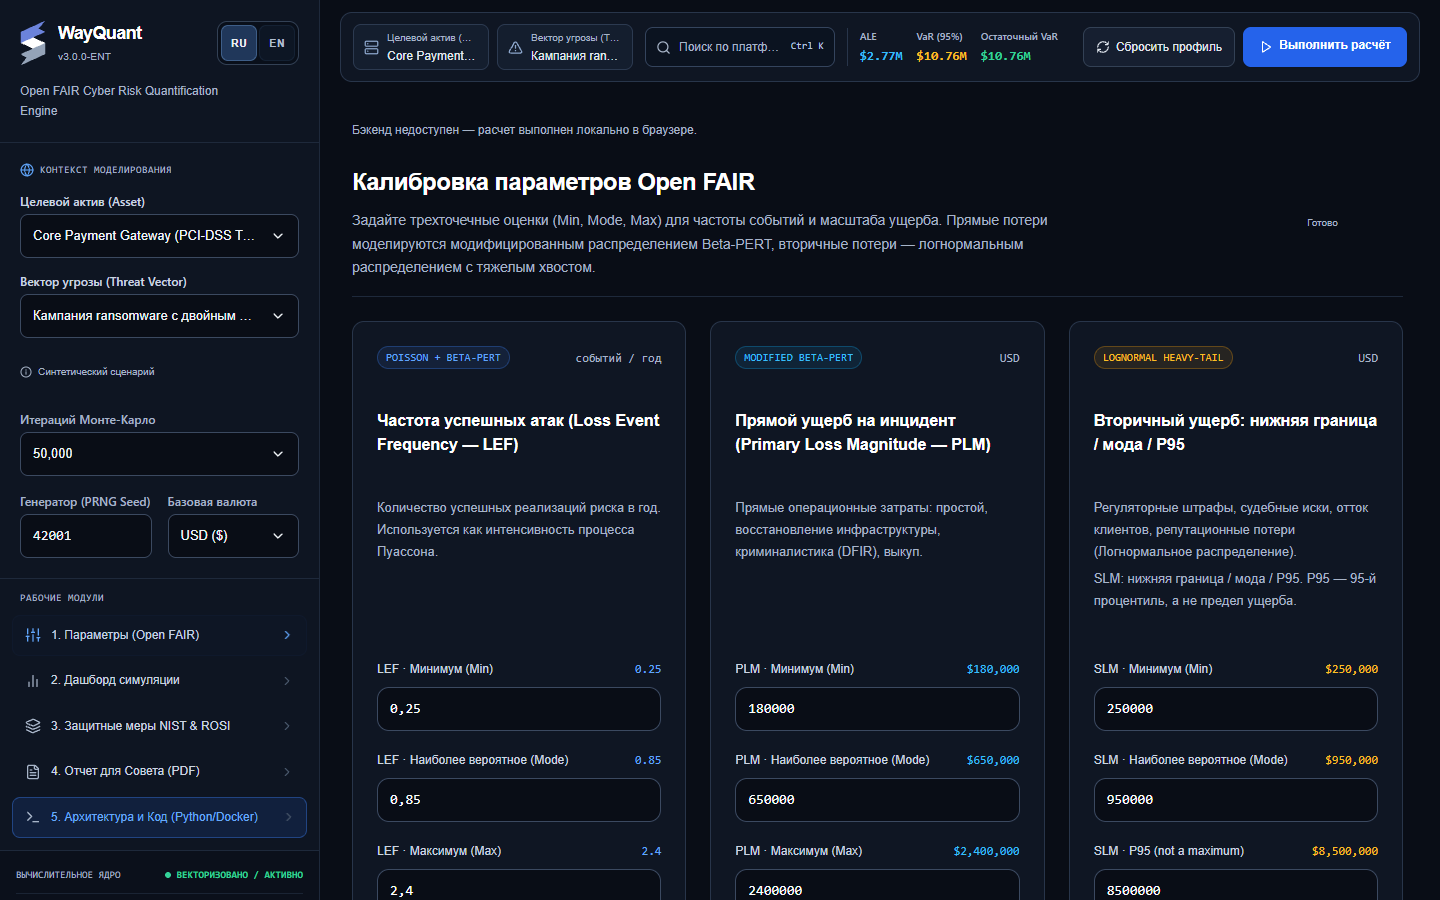 WayQuant
v3.0.0-ENT
RU EN
Open FAIR Cyber Risk Quantification
Engine
КОНТЕКСТ МОДЕЛИРОВАНИЯ
Целевой актив (Asset)
Core Payment Gateway (PCI-DSS T...
Вектор угрозы (Threat Vector)
Кампания ransomware с двойным ...
Синтетический сценарий
Итераций Монте-Карло
50,000
Генератор (PRNG Seed) Базовая валюта
42001 USD ($)
РАБОЧИЕ МОДУЛИ
1. Параметры (Open FAIR)
2. Дашборд симуляции
3. Защитные меры NIST & ROSI
4. Отчет для Совета (PDF)
5. Архитектура и Код (Python/Docker)
ВЫЧИСЛИТЕЛЬНОЕ ЯДРО ВЕКТОРИЗОВАНО / АКТИВНО
Целевой актив (...
Core Payment...
Вектор угрозы (Т...
Кампания ran...
Поиск по платф... Ctrl K
ALE VaR (95%) Остаточный VaR
$2.77M $10.76M $10.76M
Сбросить профиль
Выполнить расчёт
Бэкенд недоступен — расчет выполнен локально в браузере.
Калибровка параметров Open FAIR
Задайте трехточечные оценки (Min, Mode, Max) для частоты событий и масштаба ущерба. Прямые потери
моделируются модифицированным распределением Beta-PERT, вторичные потери — логнормальным
распределением с тяжелым хвостом.
Готово
POISSON + BETA-PERT событий / год
Частота успешных атак (Loss Event
Frequency — LEF)
Количество успешных реализаций риска в год.
Используется как интенсивность процесса
Пуассона.
LEF · Минимум (Min) 0.25
0,25
LEF · Наиболее вероятное (Mode) 0.85
0,85
LEF · Максимум (Max) 2.4
2,4
MODIFIED BETA-PERT USD
Прямой ущерб на инцидент
(Primary Loss Magnitude — PLM)
Прямые операционные затраты: простой,
восстановление инфраструктуры,
криминалистика (DFIR), выкуп.
PLM · Минимум (Min) $180,000
180000
PLM · Наиболее вероятное (Mode) $650,000
650000
PLM · Максимум (Max) $2,400,000
2400000
LOGNORMAL HEAVY-TAIL USD
Вторичный ущерб: нижняя граница
/ мода / P95
Регуляторные штрафы, судебные иски, отток
клиентов, репутационные потери
(Логнормальное распределение).
SLM: нижняя граница / мода / P95. P95 — 95-й
процентиль, а не предел ущерба.
SLM · Минимум (Min) $250,000
250000
SLM · Наиболее вероятное (Mode) $950,000
950000
SLM · P95 (not a maximum) $8,500,000
8500000